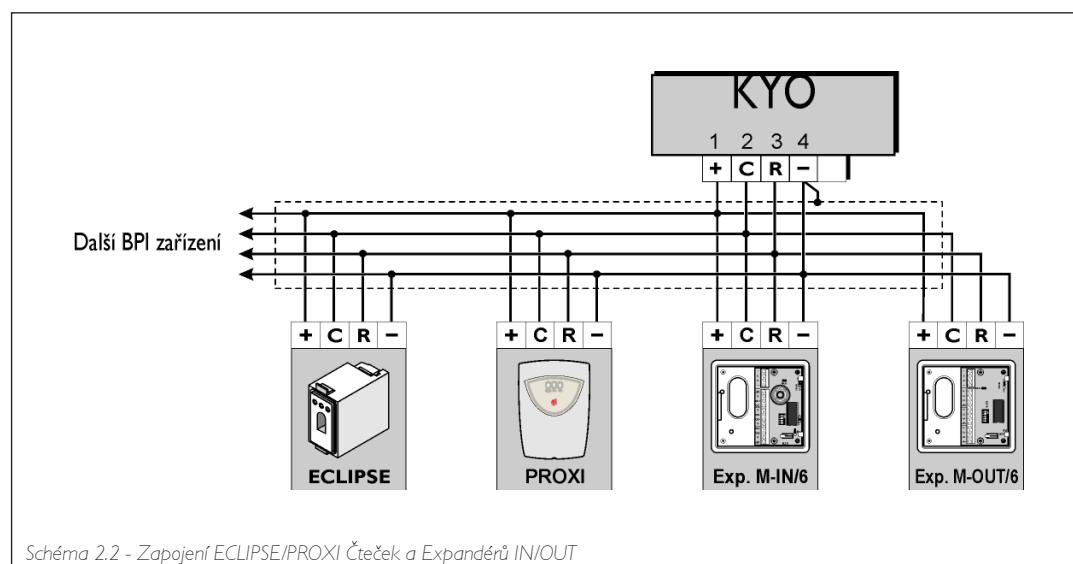 KYO
1 2 3 4
+ C R −
Další BPI zařízení
+ C R −
+ C R −
+ C R −
+ C R −
ECLIPSE
PROXI
Exp. M-IN/6
Exp. M-OUT/6
Schéma 2.2 - Zapojení ECLIPSE/PROXI Čteček a Expandérů IN/OUT